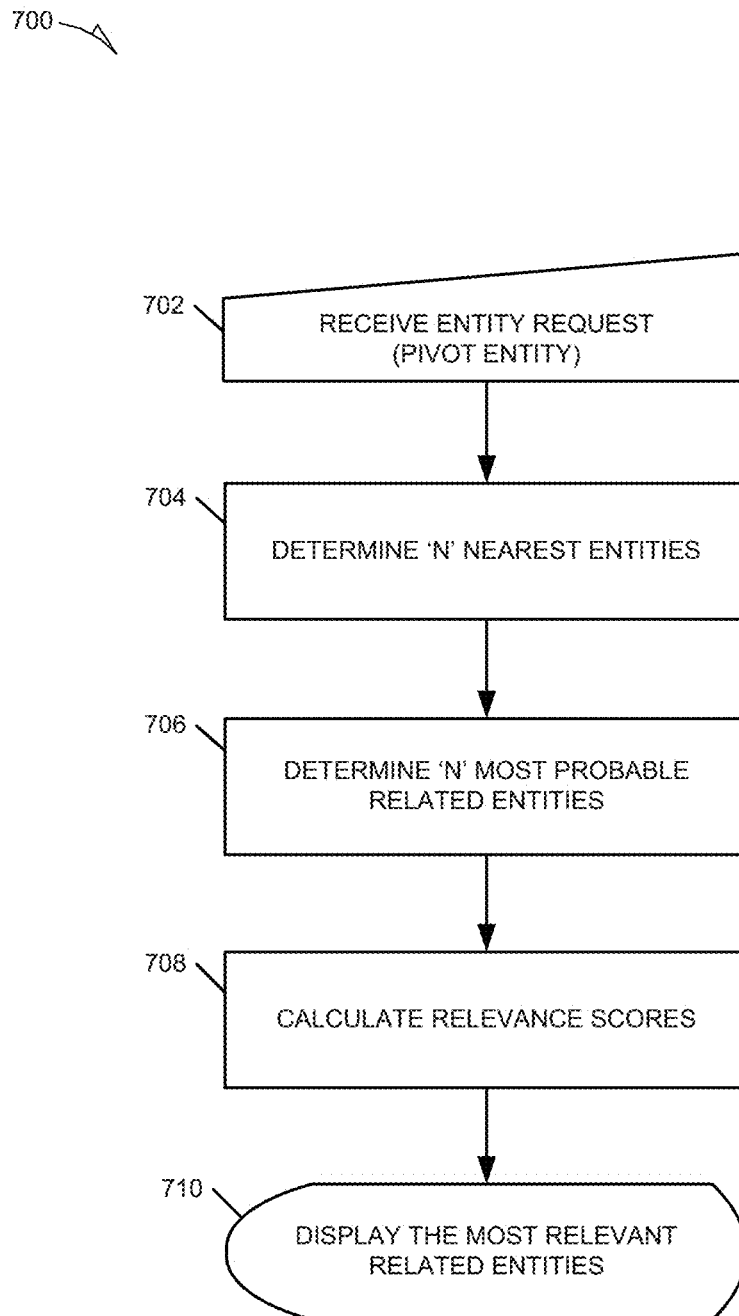 700
702
RECEIVE ENTITY REQUEST
(PIVOT ENTITY)
704
DETERMINE ‘N’ NEAREST ENTITIES
706
DETERMINE ‘N’ MOST PROBABLE
RELATED ENTITIES
708
CALCULATE RELEVANCE SCORES
710
DISPLAY THE MOST RELEVANT
RELATED ENTITIES